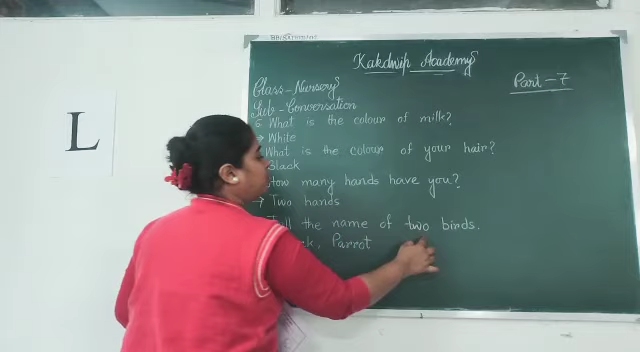 Kakdwip Academy
Part - 7
Class - Nursery
Sub - Conversation
6. What is the colour of milk?
→ White
What is the colour of your hair?
Black
How many hands have you?
→ Two hands
Tell the name of two birds.
Parrot
L